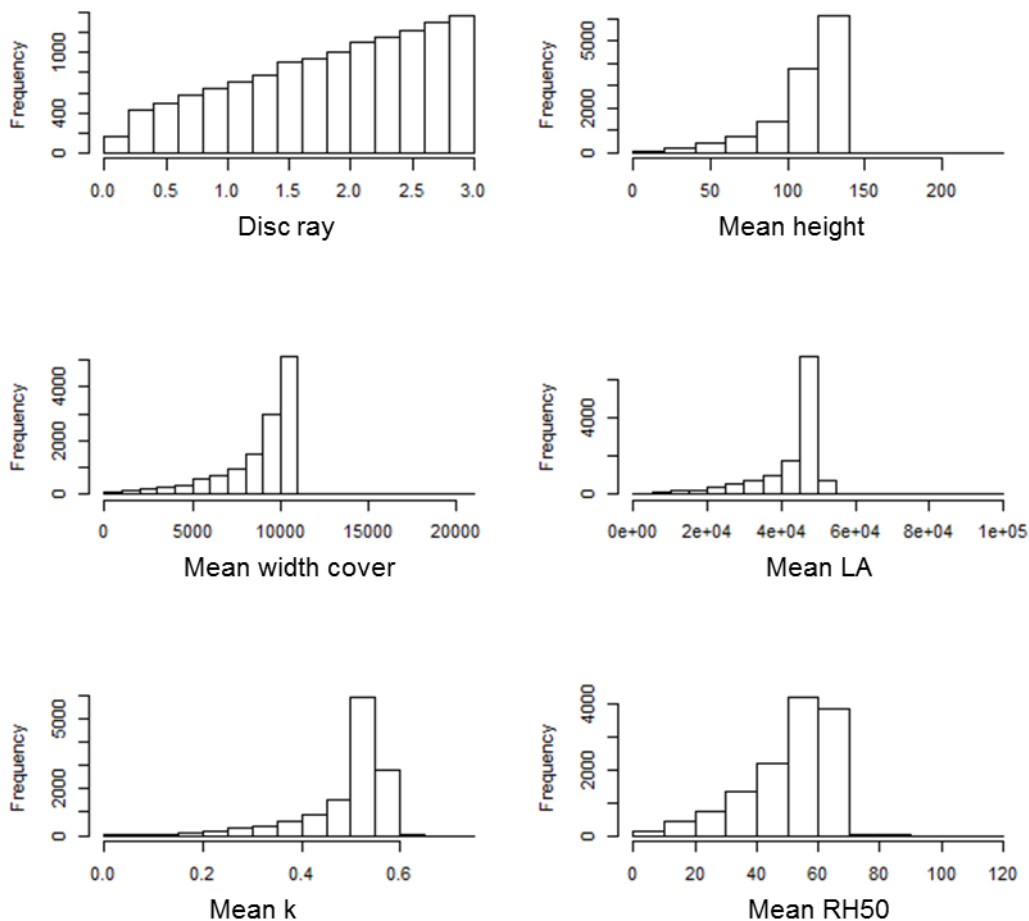 Frequency
0 400 1000
0.0 0.5 1.0 1.5 2.0 2.5 3.0
Disc ray
Frequency
0 2000 5000
0 50 100 150 200
Mean height
Frequency
0 2000 4000
0 5000 10000 15000 20000
Mean width cover
Frequency
0 4000
0e+00 2e+04 4e+04 6e+04 8e+04 1e+05
Mean LA
Frequency
0 2000 5000
0.0 0.2 0.4 0.6
Mean k
Frequency
0 2000 4000
0 20 40 60 80 100 120
Mean RH50